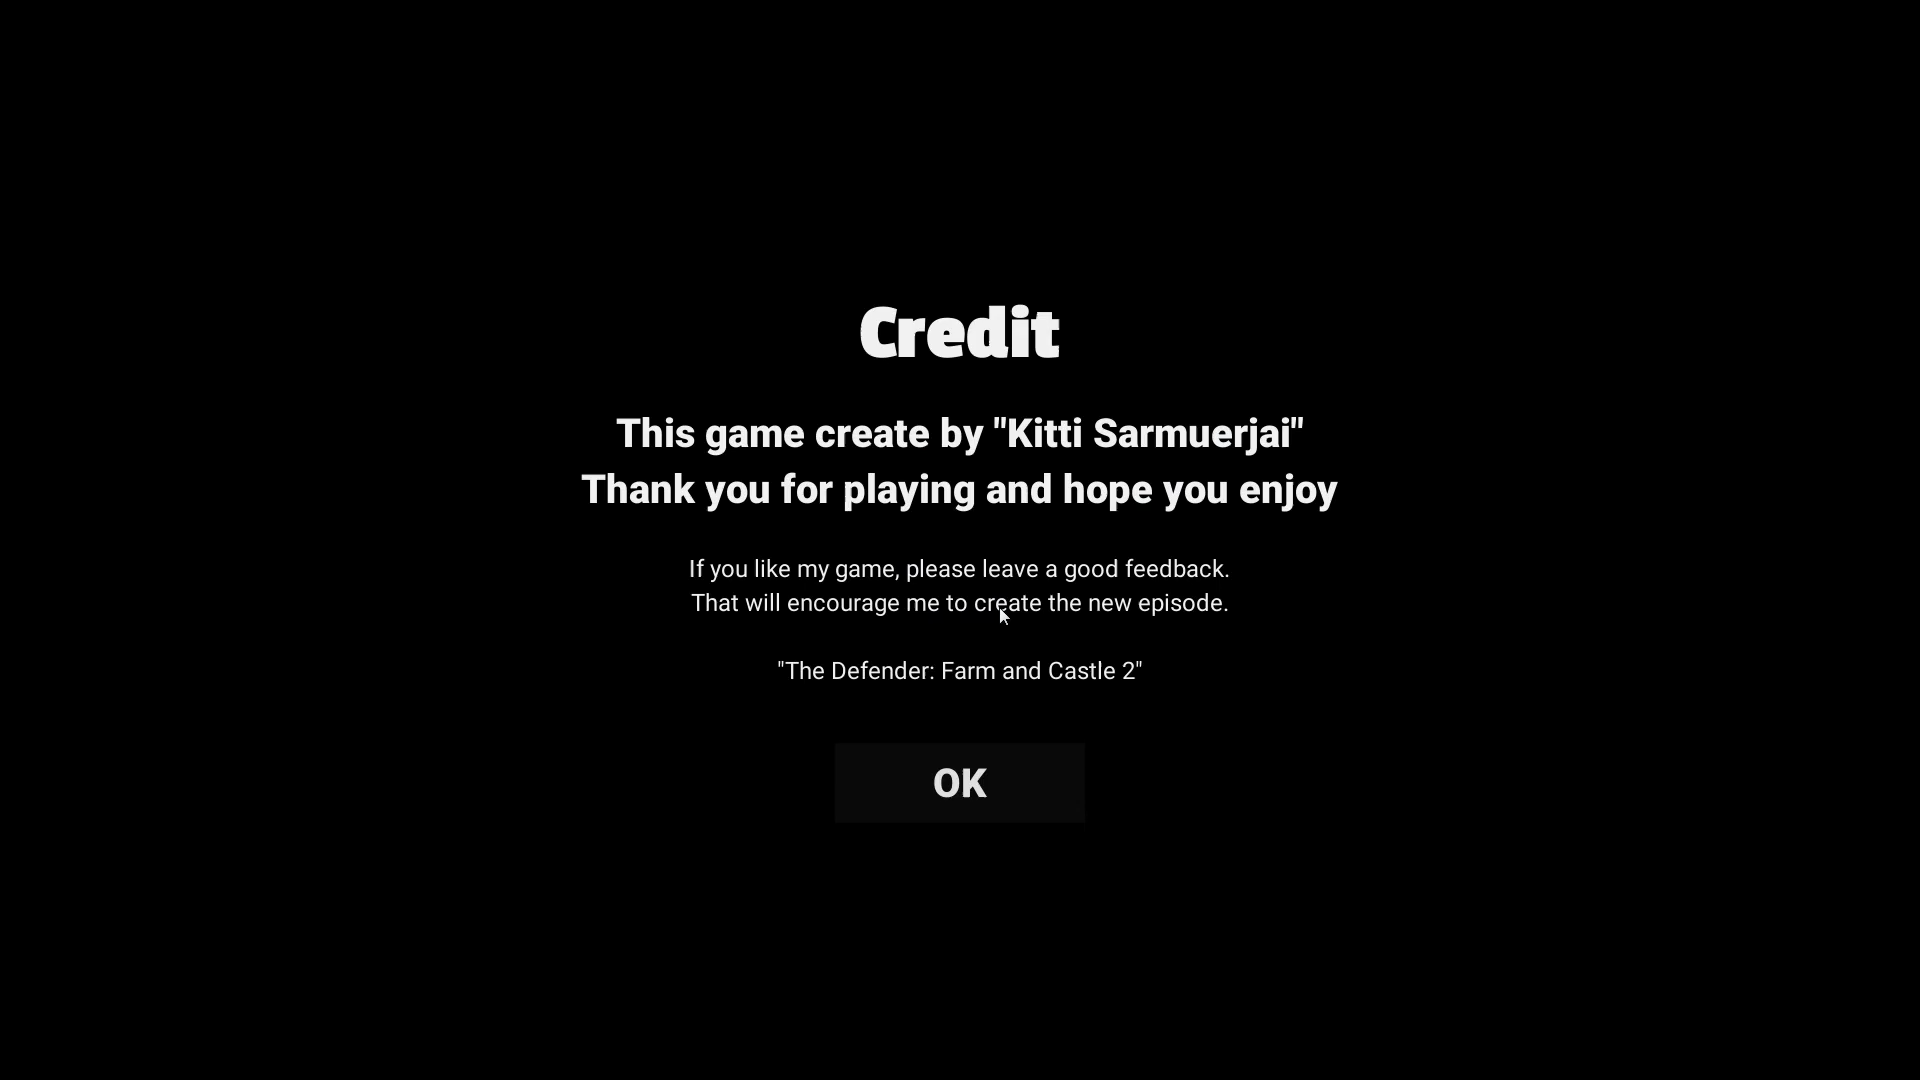 Credit
This game create by "Kitti Sarmuerjai"
Thank you for playing and hope you enjoy
If you like my game, please leave a good feedback.
That will encourage me to create the new episode.
"The Defender: Farm and Castle 2"
OK